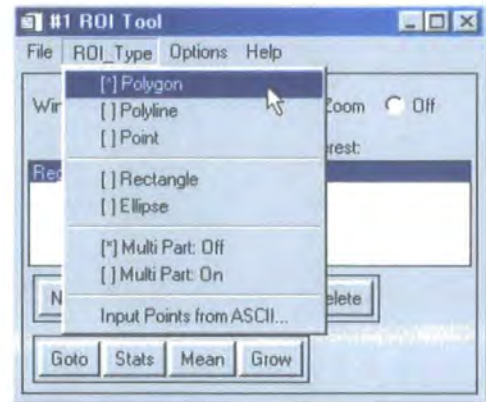 #1 ROI Tool
File ROI_Type Options Help
[*] Polygon
[ ] Polyline
[ ] Point
[ ] Rectangle
[ ] Ellipse
[*] Multi Part: Off
[ ] Multi Part: On
Input Points from ASCII...
Zoom Off
Goto Stats Mean Grow